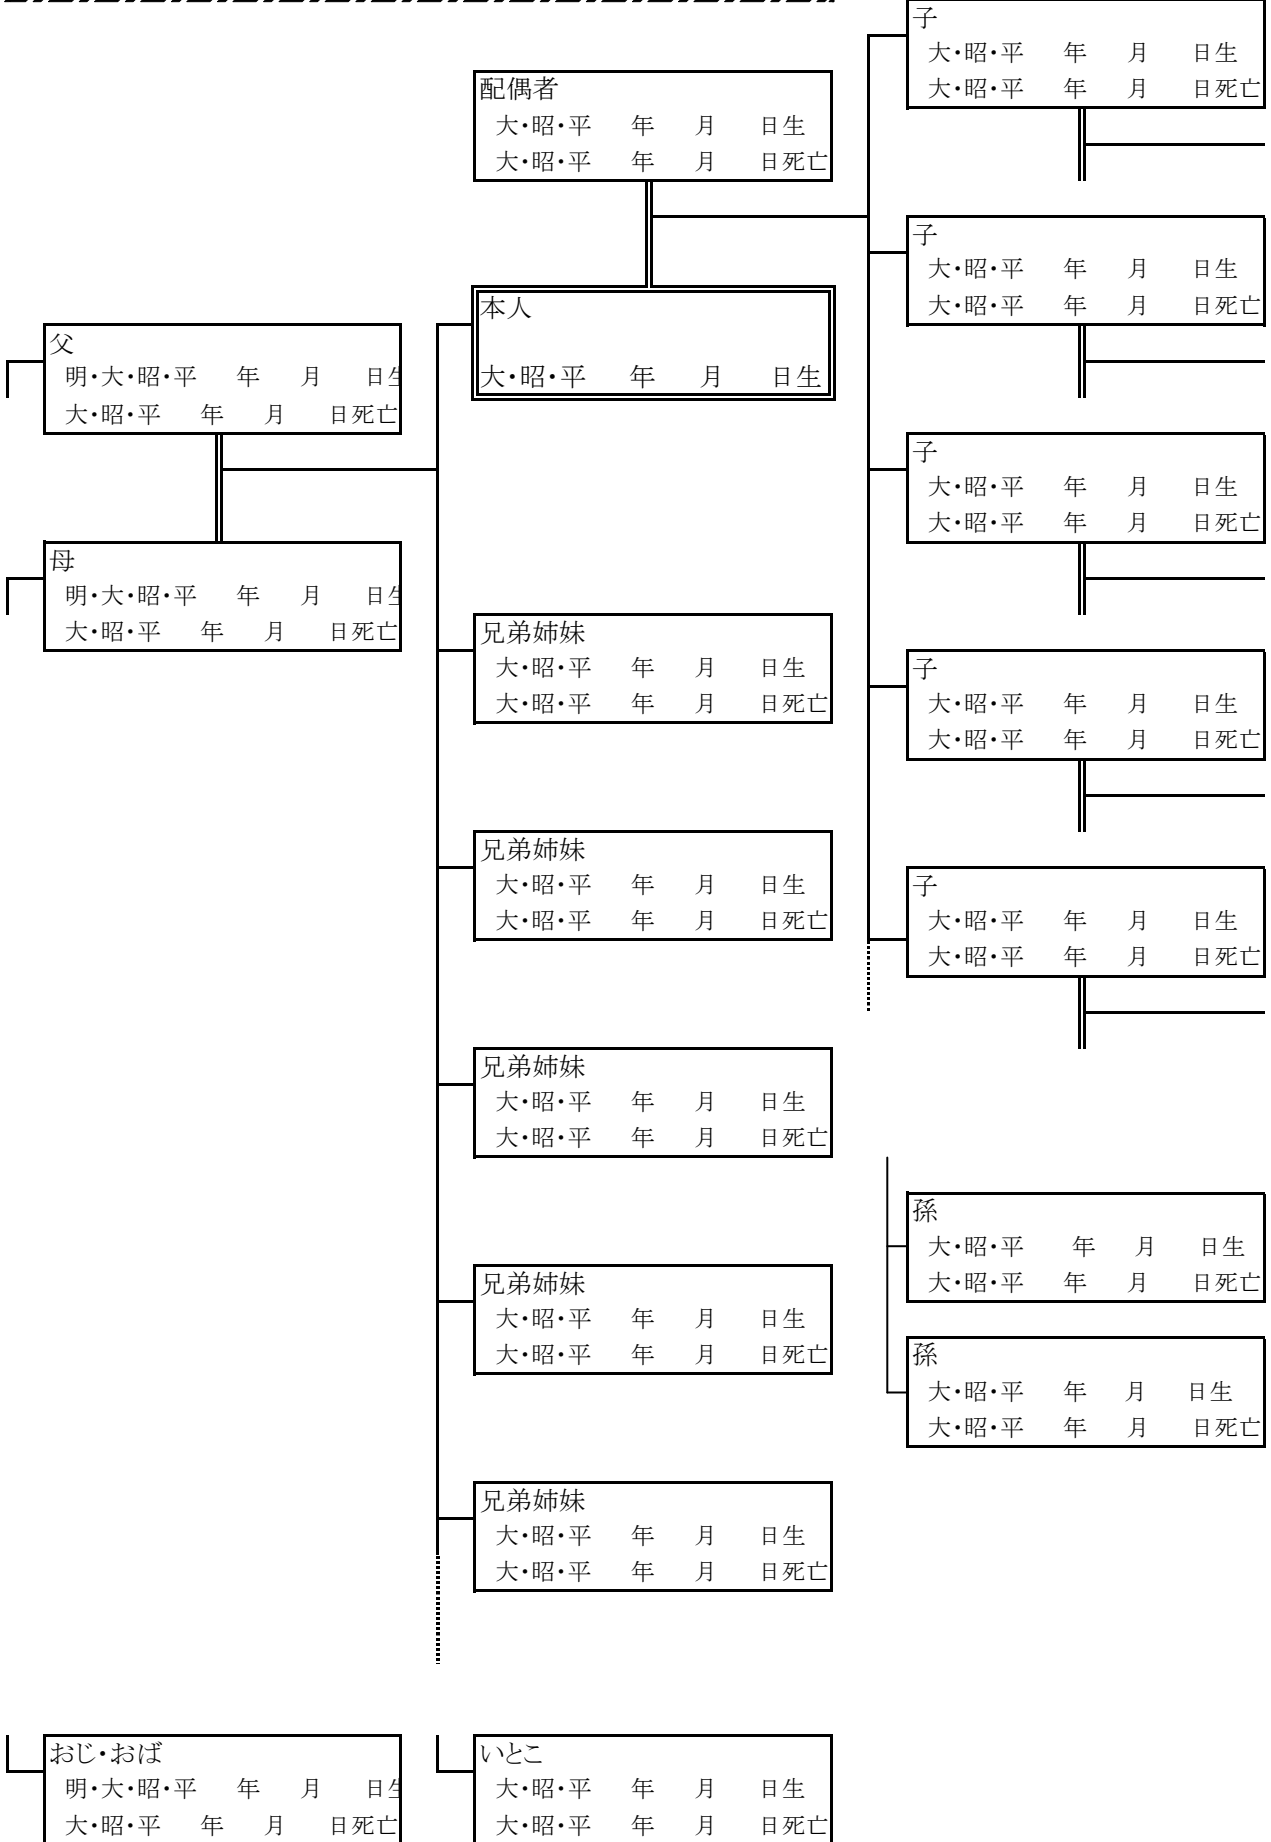 子
大・昭・平 年 月 日生
大・昭・平 年 月 日死亡
配偶者
大・昭・平 年 月 日生
大・昭・平 年 月 日死亡
子
大・昭・平 年 月 日生
大・昭・平 年 月 日死亡
本人
大・昭・平 年 月 日生
父
明・大・昭・平 年 月 日生
大・昭・平 年 月 日死亡
子
大・昭・平 年 月 日生
大・昭・平 年 月 日死亡
母
明・大・昭・平 年 月 日生
大・昭・平 年 月 日死亡
兄弟姉妹
大・昭・平 年 月 日生
大・昭・平 年 月 日死亡
子
大・昭・平 年 月 日生
大・昭・平 年 月 日死亡
兄弟姉妹
大・昭・平 年 月 日生
大・昭・平 年 月 日死亡
子
大・昭・平 年 月 日生
大・昭・平 年 月 日死亡
兄弟姉妹
大・昭・平 年 月 日生
大・昭・平 年 月 日死亡
孫
大・昭・平 年 月 日生
大・昭・平 年 月 日死亡
兄弟姉妹
大・昭・平 年 月 日生
大・昭・平 年 月 日死亡
孫
大・昭・平 年 月 日生
大・昭・平 年 月 日死亡
兄弟姉妹
大・昭・平 年 月 日生
大・昭・平 年 月 日死亡
おじ・おば
明・大・昭・平 年 月 日生
大・昭・平 年 月 日死亡
いとこ
大・昭・平 年 月 日生
大・昭・平 年 月 日死亡